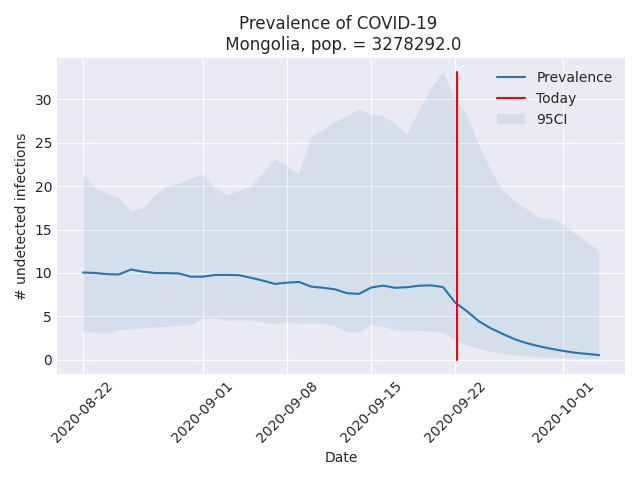 Prevalence of COVID-19
Mongolia, pop. = 3278292.0
Prevalence
Today
95CI
# undetected infections
30
25
20
15
10
5
0
2020-08-22
2020-09-01
2020-09-08
2020-09-15
2020-09-22
2020-10-01
Date